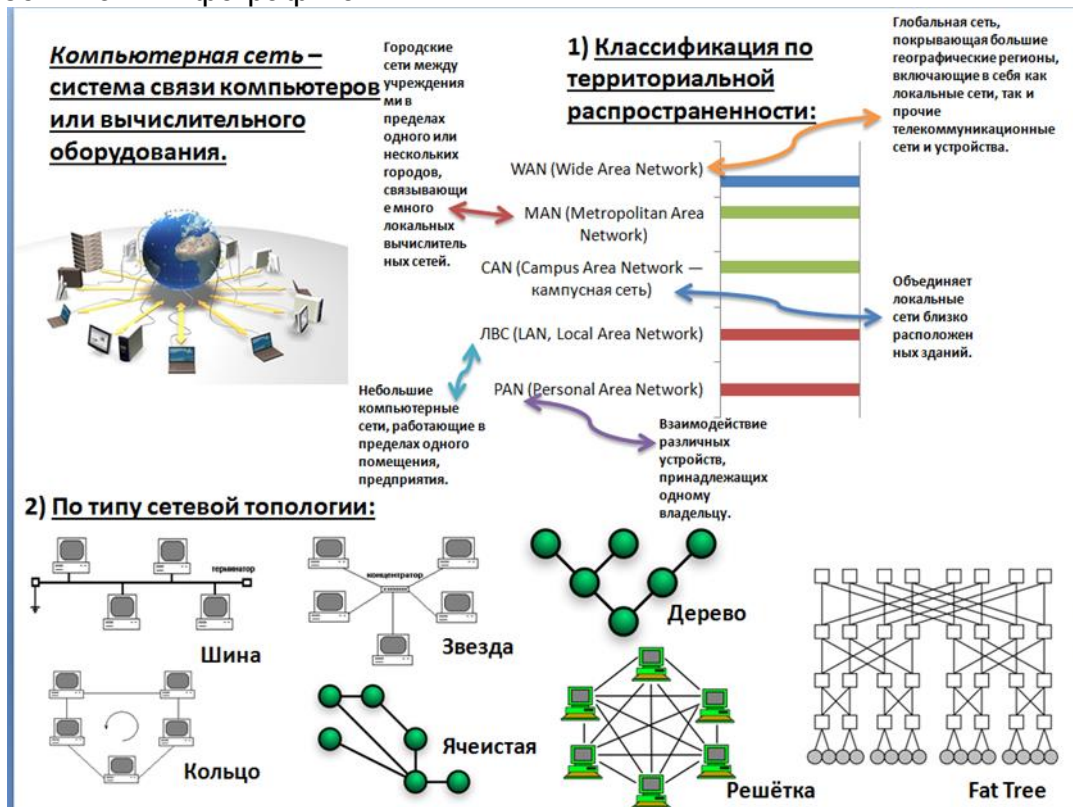 Компьютерная сеть –
система связи компьютеров
или вычислительного
оборудования.
Городские
сети между
учреждения
ми в
пределах
одного или
нескольких
городов,
связывающи
е много
локальных
вычислитель
ных сетей.
1) Классификация по
территориальной
распространенности:
Глобальная сеть,
покрывающая большие
географические регионы,
включающие в себя как
локальные сети, так и
прочие
телекоммуникационные
сети и устройства.
WAN (Wide Area Network)
MAN (Metropolitan Area
Network)
CAN (Campus Area Network —
кампусная сеть)
ЛВС (LAN, Local Area Network)
PAN (Personal Area Network)
Объединяет
локальные
сети близко
расположен
ных зданий.
Небольшие
компьютерные
сети, работающие в
пределах одного
помещения,
предприятия.
Взаимодействие
различных
устройств,
принадлежащих
одному
владельцу.
2) По типу сетевой топологии:
терминатор
Шина
концентратор
Звезда
Дерево
Кольцо
Ячеистая
Решётка
Fat Tree